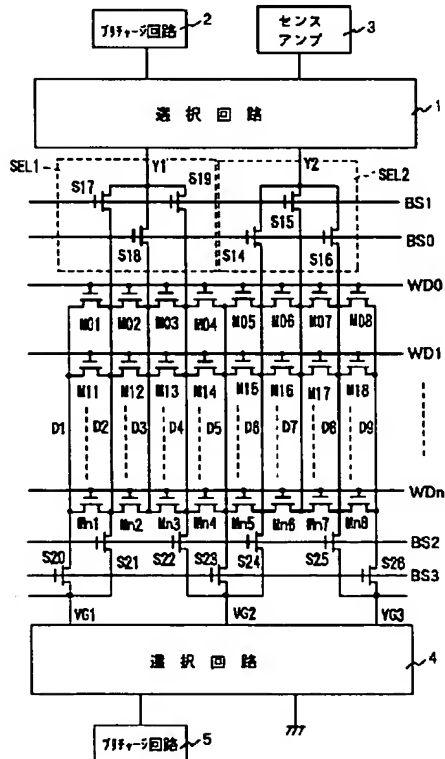 2
プリチャージ回路
センス
アンプ
3
選択回路
1
Y1
Y2
SEL1
SEL2
S17
S19
S15
BS1
S18
S14
S16
BS0
WD0
M01 M02 M03 M04 M05 M06 M07 M08
WD1
M11 M12 M13 M14 M15 M16 M17 M18
D1 D2 D3 D4 D5 D6 D7 D8 D9
WDn
Mn1 Mn2 Mn3 Mn4 Mn5 Mn6 Mn7 Mn8
BS2
S20 S21 S22 S23 S24 S25 S26
BS3
VG1 VG2 VG3
選択回路
4
プリチャージ回路
5